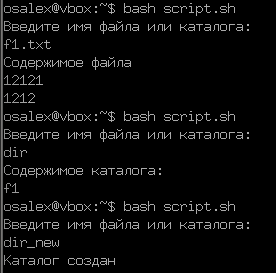 osalex@vbox:~$ bash script.sh
Введите имя файла или каталога:
f1.txt
Содержимое файла
12121
1212
osalex@vbox:~$ bash script.sh
Введите имя файла или каталога:
dir
Содержимое каталога:
f1
osalex@vbox:~$ bash script.sh
Введите имя файла или каталога:
dir_new
Каталог создан